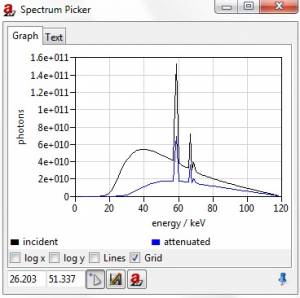 Spectrum Picker
Graph Text
1.6e+011
1.4e+011
1.2e+011
1e+011
8e+010
6e+010
4e+010
2e+010
0
photons
0 20 40 60 80 100 120
energy / keV
incident attenuated
log x log y Lines Grid
26.203 51.337